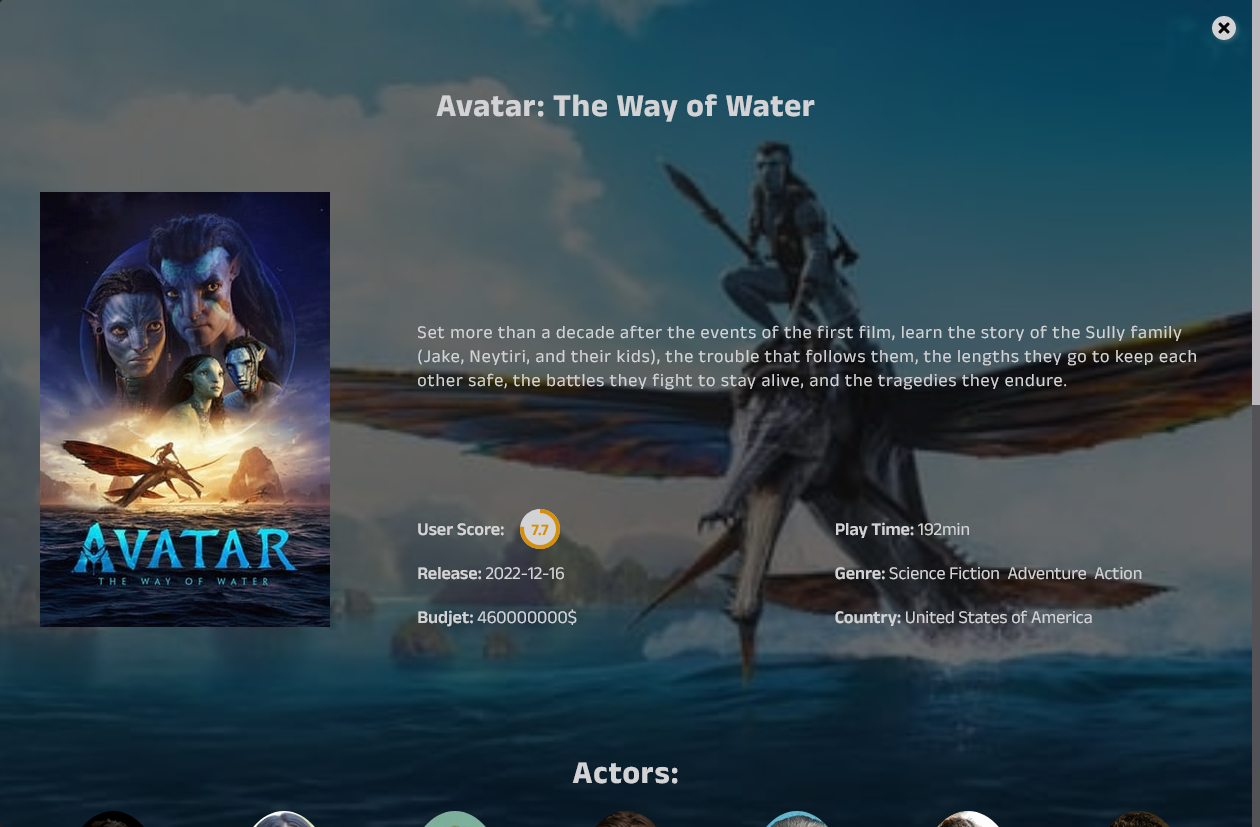 Avatar: The Way of Water
AVATAR
THE WAY OF WATER
Set more than a decade after the events of the first film, learn the story of the Sully family
(Jake, Neytiri, and their kids), the trouble that follows them, the lengths they go to keep each
other safe, the battles they fight to stay alive, and the tragedies they endure.
User Score: 7.7
Play Time: 192min
Release: 2022-12-16
Genre: Science Fiction Adventure Action
Budjet: 460000000$
Country: United States of America
Actors: